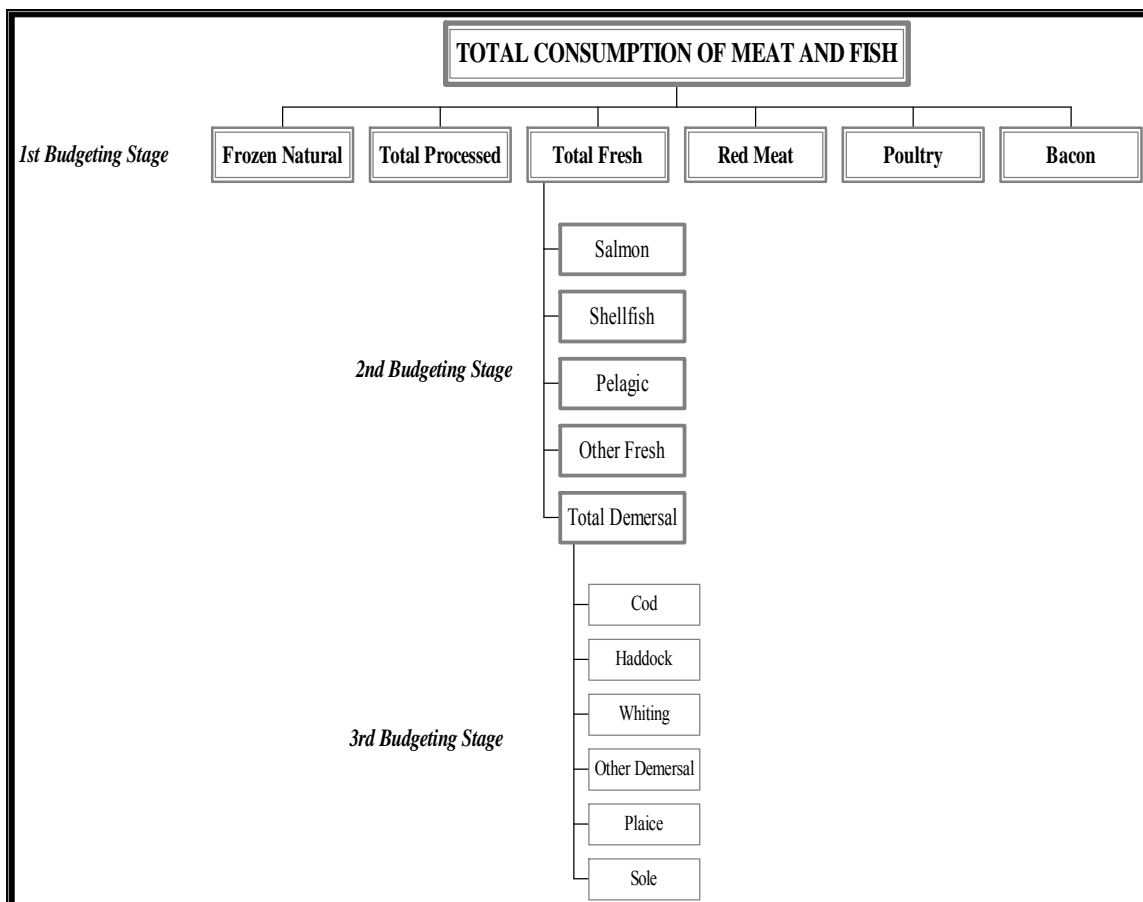 TOTAL CONSUMPTION OF MEAT AND FISH
1st Budgeting Stage
Frozen Natural
Total Processed
Total Fresh
Red Meat
Poultry
Bacon
Salmon
Shellfish
2nd Budgeting Stage
Pelagic
Other Fresh
Total Demersal
Cod
Haddock
Whiting
3rd Budgeting Stage
Other Demersal
Plaice
Sole